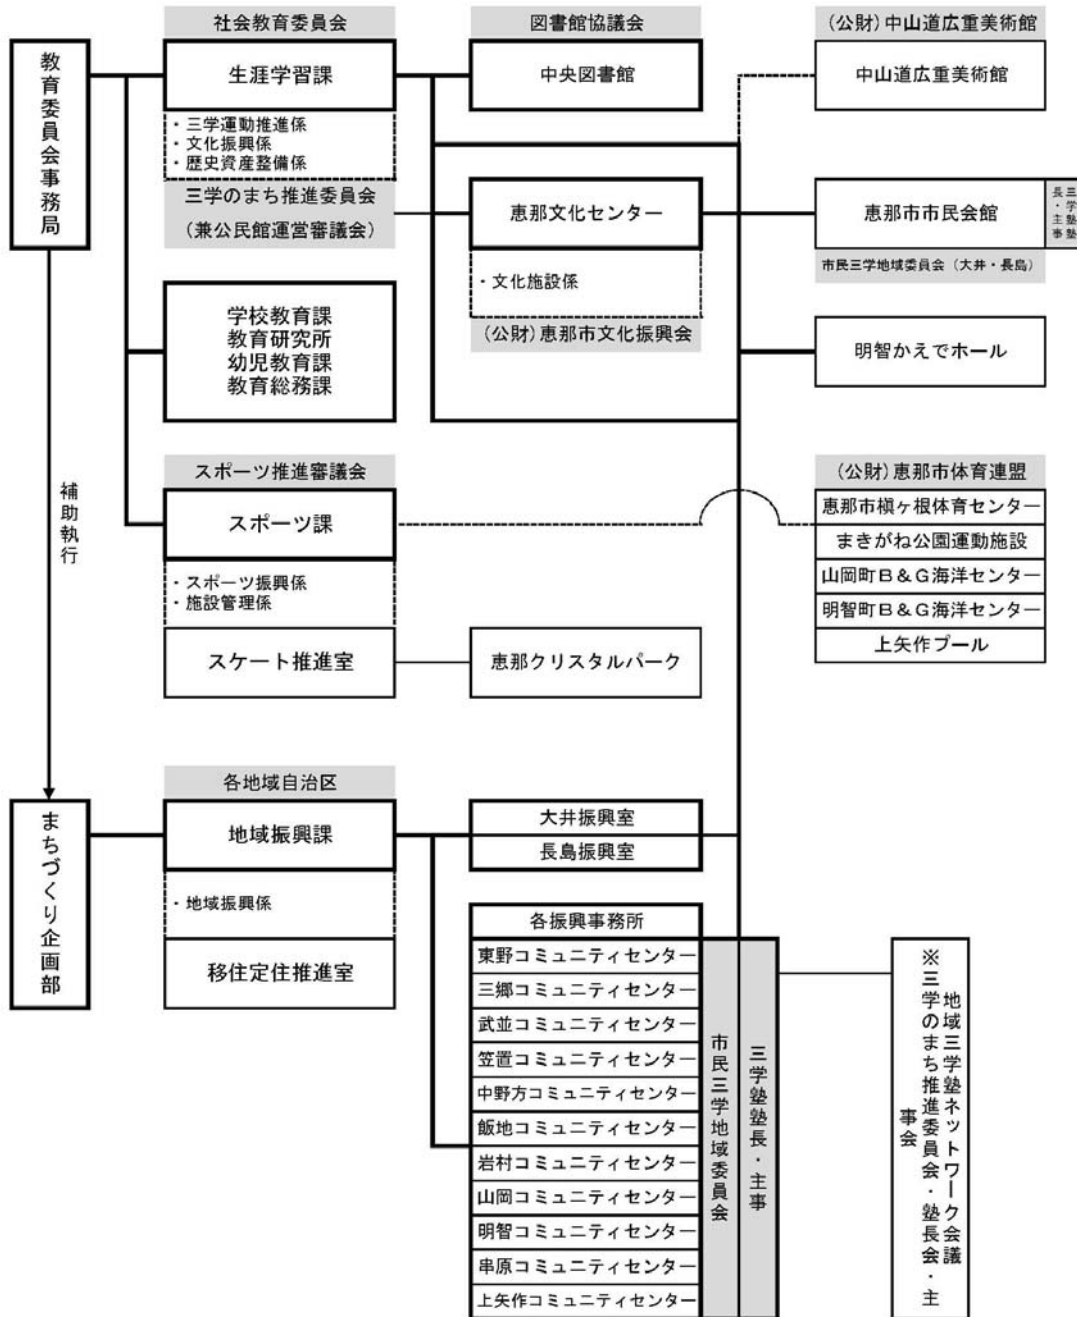 教育委員会事務局
補助執行
まちづくり企画部
社会教育委員会
生涯学習課
・三学運動推進係
・文化振興係
・歴史資産整備係
三学のまち推進委員会
(兼公民館運営審議会)
学校教育課
教育研究所
幼児教育課
教育総務課
スポーツ推進審議会
スポーツ課
・スポーツ振興係
・施設管理係
スケート推進室
各地域自治区
地域振興課
・地域振興係
移住定住推進室
図書館協議会
中央図書館
恵那文化センター
・文化施設係
(公財)恵那市文化振興会
恵那クリスタルパーク
大井振興室
長島振興室
各振興事務所
東野コミュニティセンター
三郷コミュニティセンター
武並コミュニティセンター
笠置コミュニティセンター
中野方コミュニティセンター
飯地コミュニティセンター
岩村コミュニティセンター
山岡コミュニティセンター
明智コミュニティセンター
串原コミュニティセンター
上矢作コミュニティセンター
市民三学地域委員会
三学塾塾長・主事
(公財)中山道広重美術館
中山道広重美術館
恵那市市民会館
三学塾塾
長・主事
市民三学地域委員会(大井・長島)
明智かえでホール
(公財)恵那市体育連盟
恵那市槇ヶ根体育センター
まきがね公園運動施設
山岡町B&G海洋センター
明智町B&G海洋センター
上矢作プール
地域三学塾ネットワーク会議
※三学のまち推進委員会・塾長会・主
事会